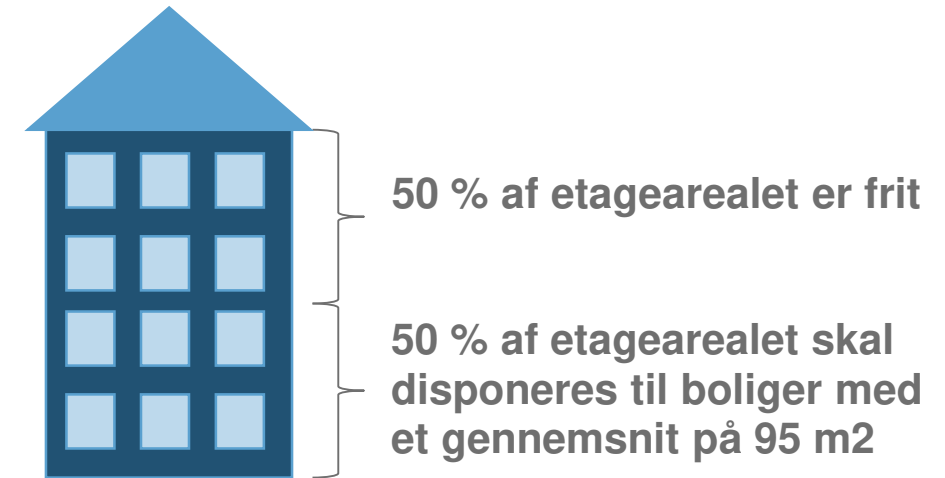 50 % af etagearealet er frit
50 % af etagearealet skal
disponeres til boliger med
et gennemsnit på 95 m2